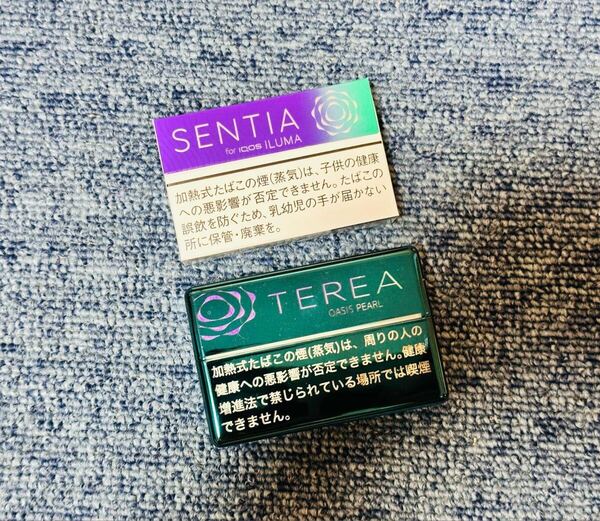 SENTIA
for IQOS ILUMA
加熱式たばこの煙(蒸気)は、子供の健康
への悪影響が否定できません。たばこの
誤飲を防ぐため、乳幼児の手が届かない
所に保管・廃棄を。
TEREA
OASIS PEARL
加熱式たばこの煙(蒸気)は、周りの人の
健康への悪影響が否定できません。健康
増進法で禁じられている場所では喫煙
できません。